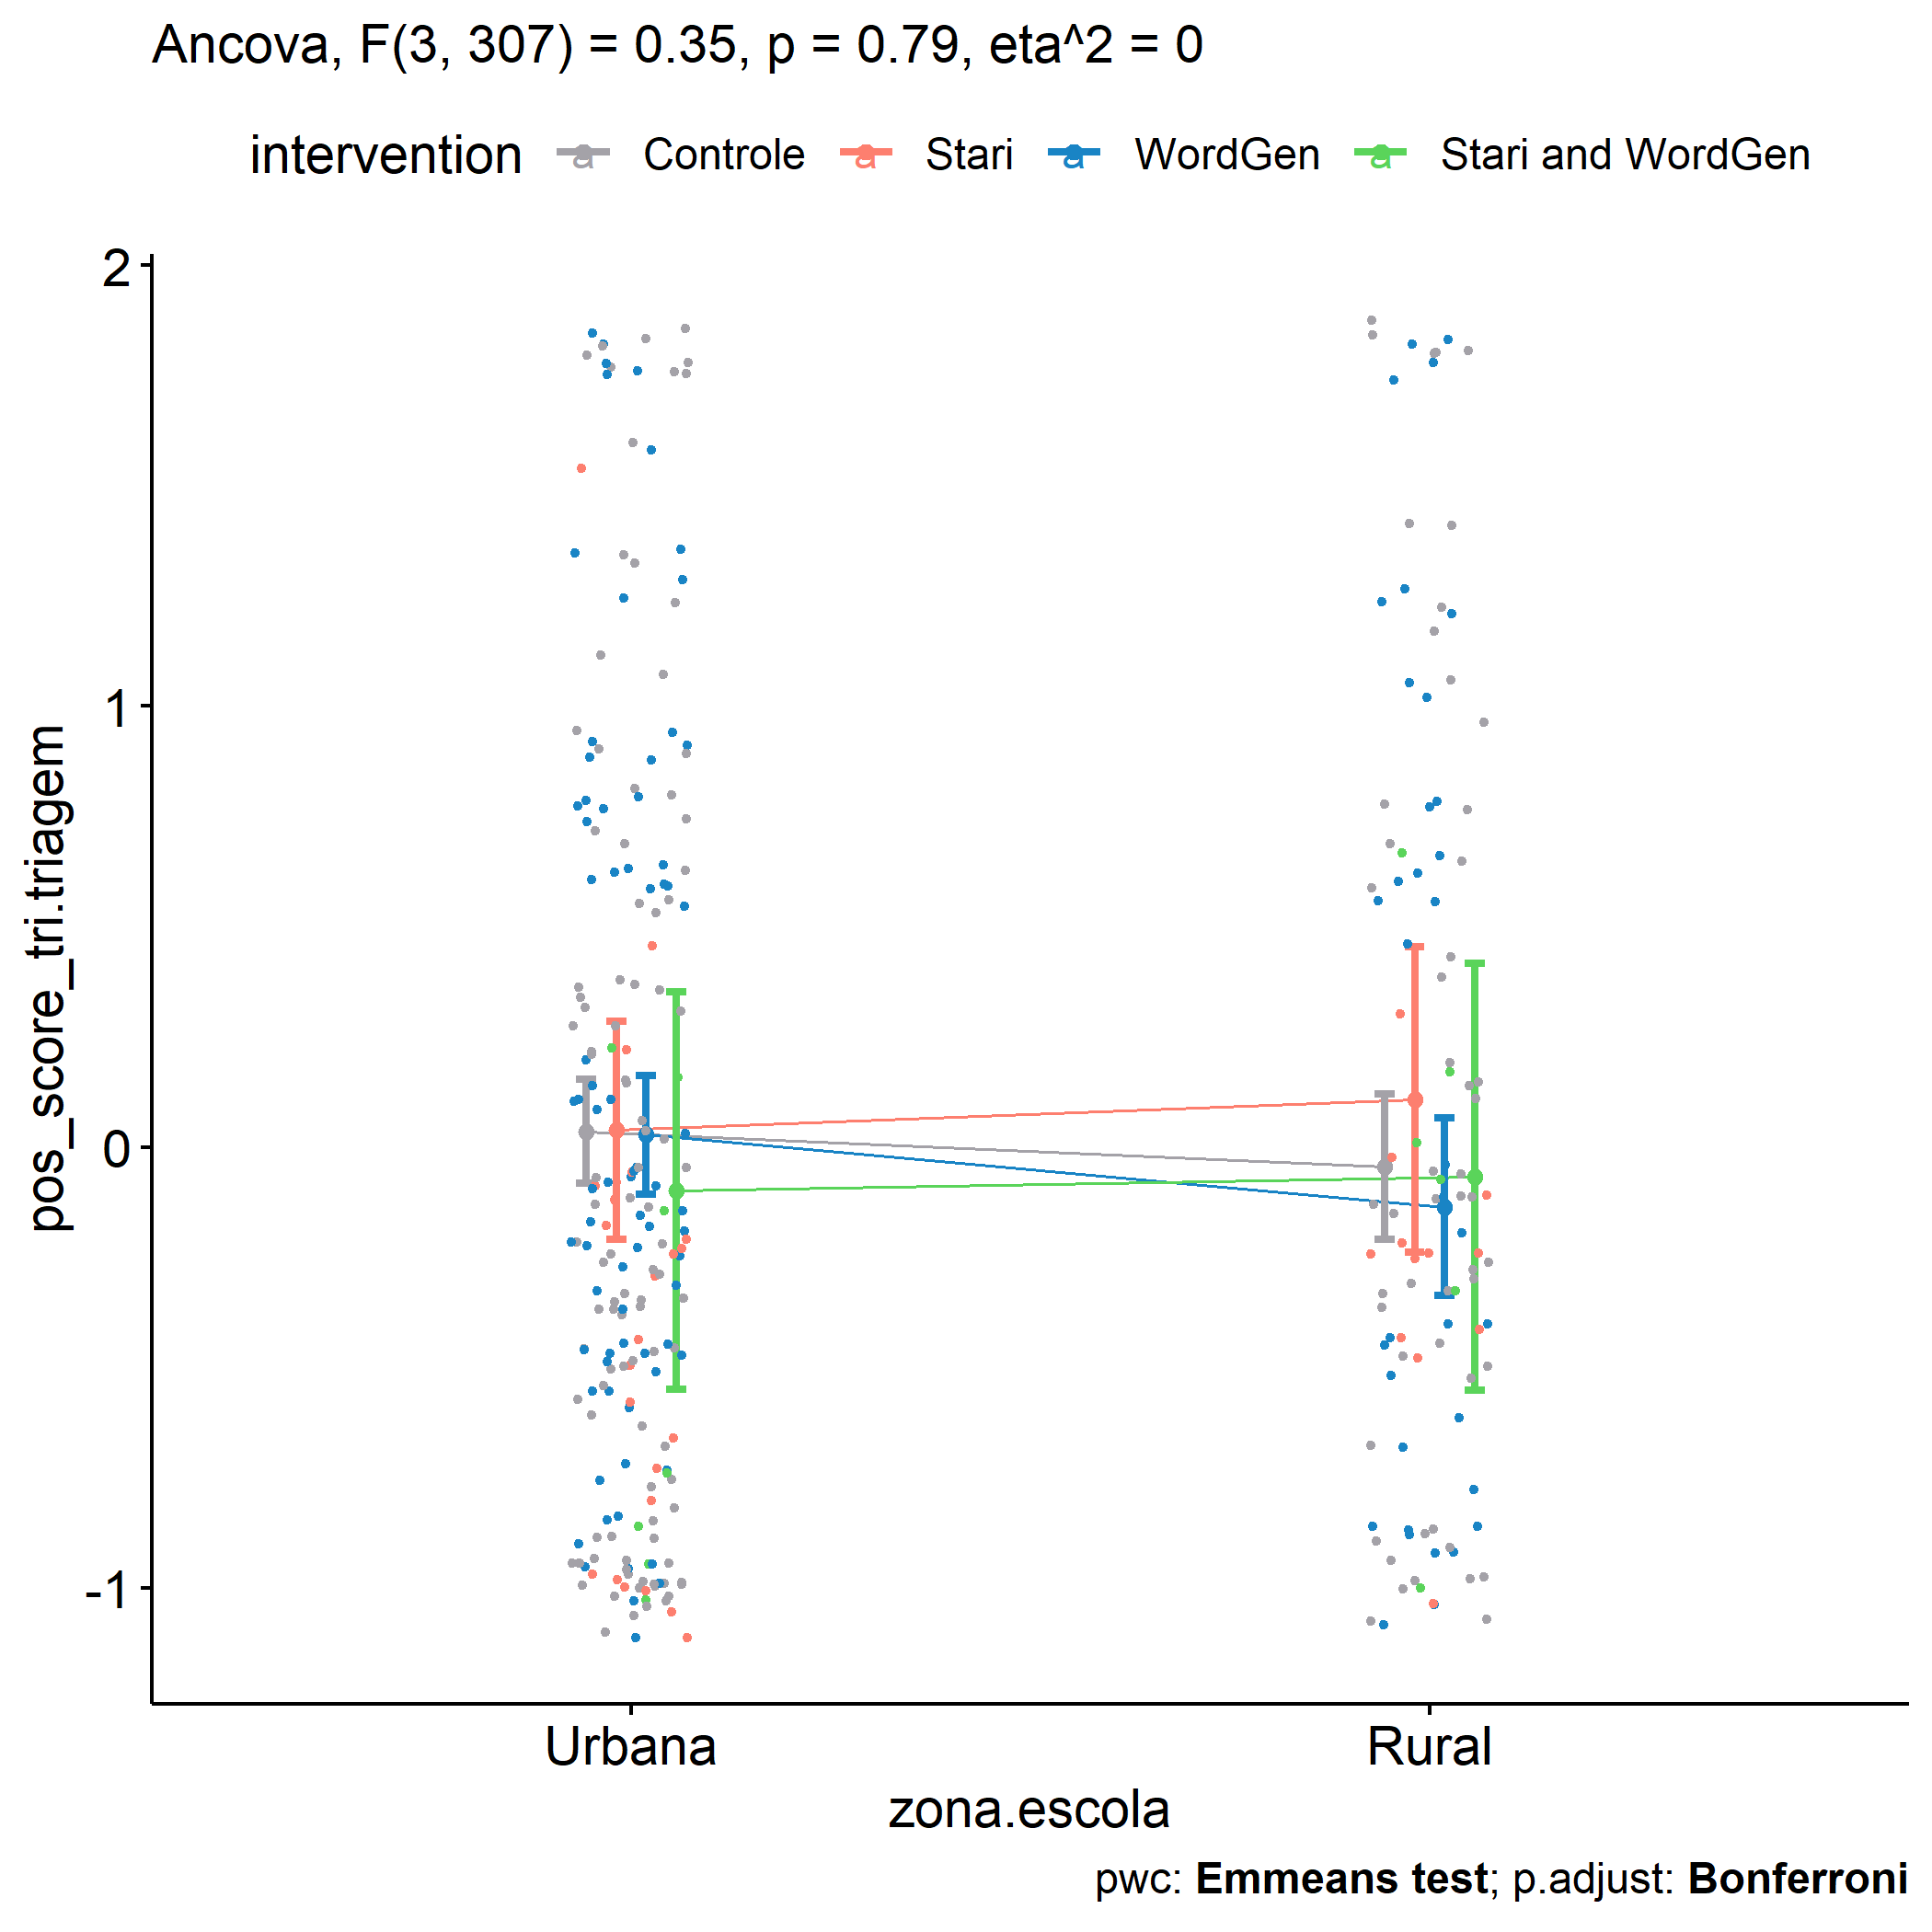 Ancova, F(3, 307) = 0.35, p = 0.79, eta^2 = 0
intervention a Controle a Stari a WordGen a Stari and WordGen
2
1
0
-1
pos_score_tri.triagem
Urbana Rural
zona.escola
pwc: Emmeans test; p.adjust: Bonferroni